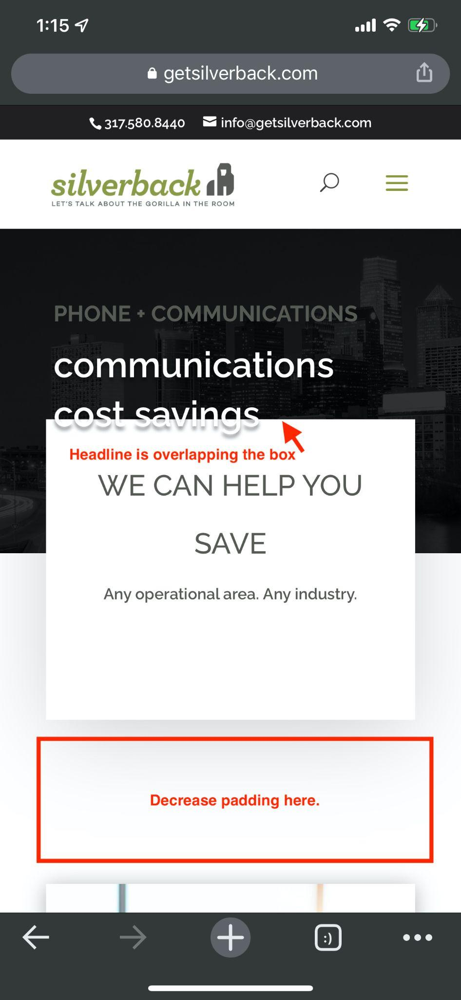 1:15
getsilverback.com
317.580.8440 info@getsilverback.com
silverback
LET'S TALK ABOUT THE GORILLA IN THE ROOM
PHONE + COMMUNICATIONS
communications
cost savings
Headline is overlapping the box
WE CAN HELP YOU
SAVE
Any operational area. Any industry.
Decrease padding here.
:)